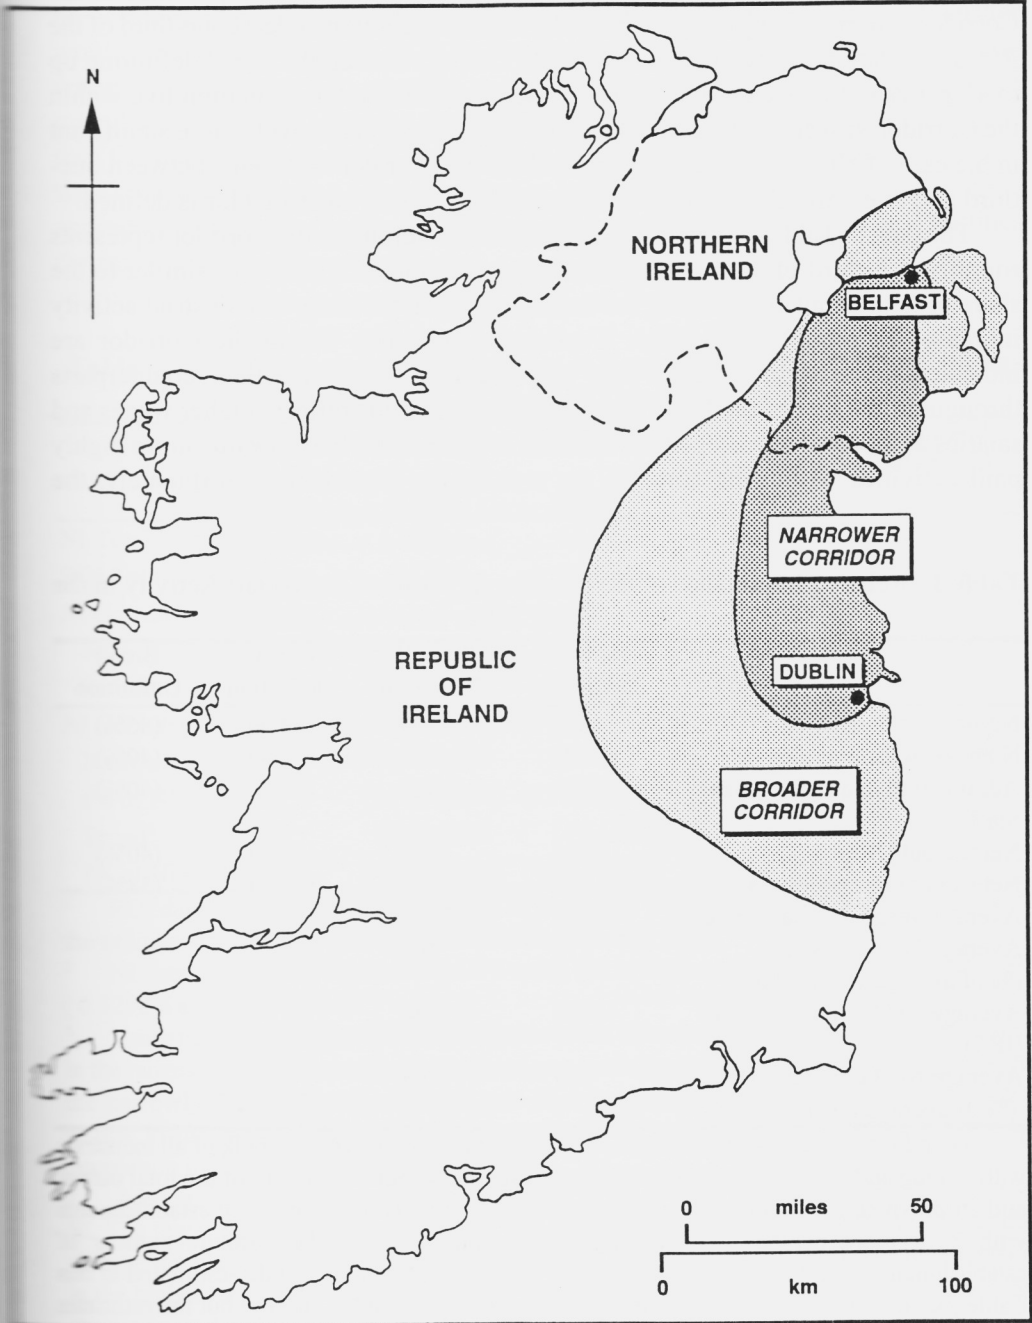 N
NORTHERN
IRELAND
BELFAST
NARROWER
CORRIDOR
REPUBLIC
OF
IRELAND
DUBLIN
BROADER
CORRIDOR
0 miles 50
0 km 100